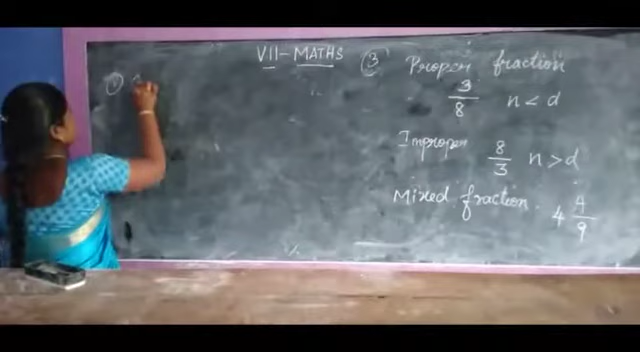 VII - MATHS
③ Proper fraction
3/8 n < d
Improper 8/3 n > d
Mixed fraction. 4 4/9